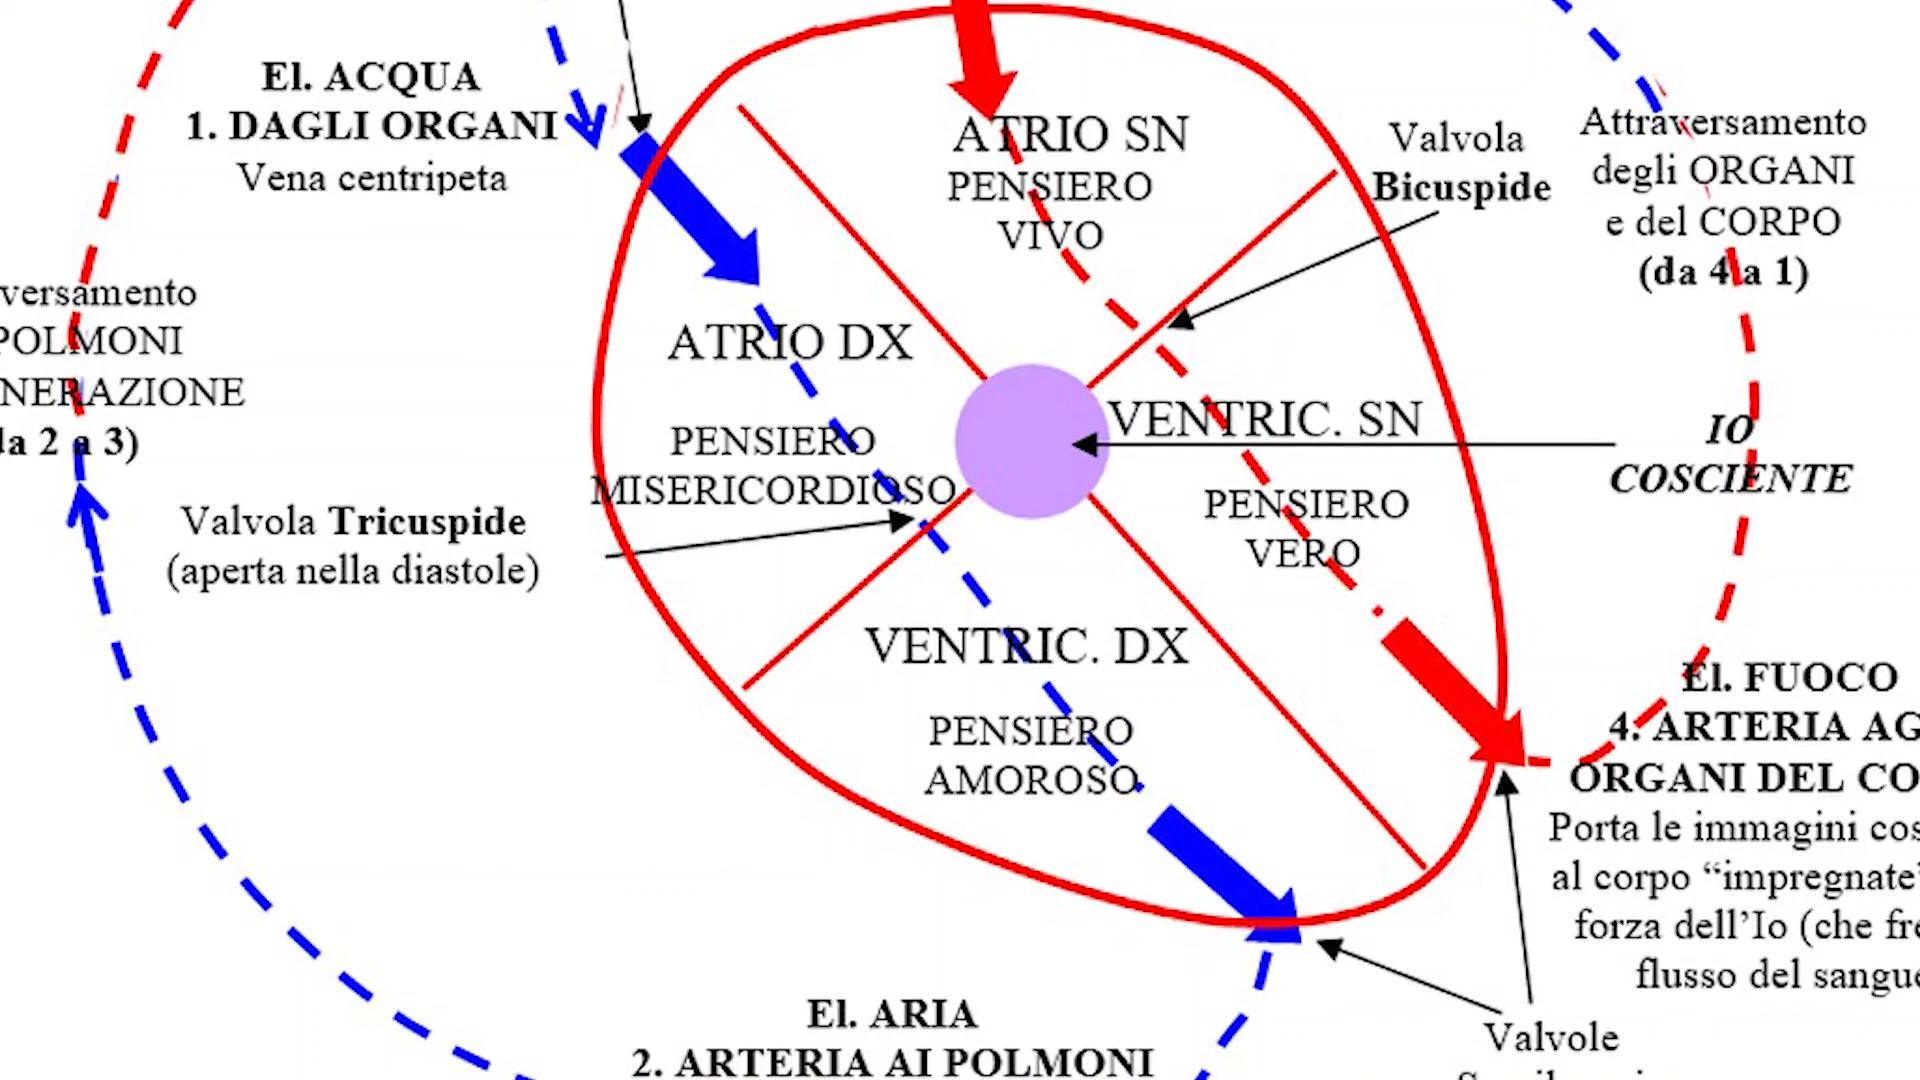 El. ACQUA
1. DAGLI ORGANI
Vena centripeta
ATRIO SN
PENSIERO
VIVO
Valvola
Bicuspide
Attraversamento
degli ORGANI
e del CORPO
(da 4 a 1)
versamento
POLMONI
NERAZIONE
da 2 a 3)
ATRIO DX
PENSIERO
MISERICORDIOSO
VENTRIC. SN
PENSIERO
VERO
IO
COSCIENTE
Valvola Tricuspide
(aperta nella diastole)
VENTRIC. DX
PENSIERO
AMOROSO
El. FUOCO
4. ARTERIA AG
ORGANI DEL CO
Porta le immagini cos
al corpo “impregnate”
forza dell’Io (che fre
flusso del sangue
El. ARIA
2. ARTERIA AI POLMONI
Valvole